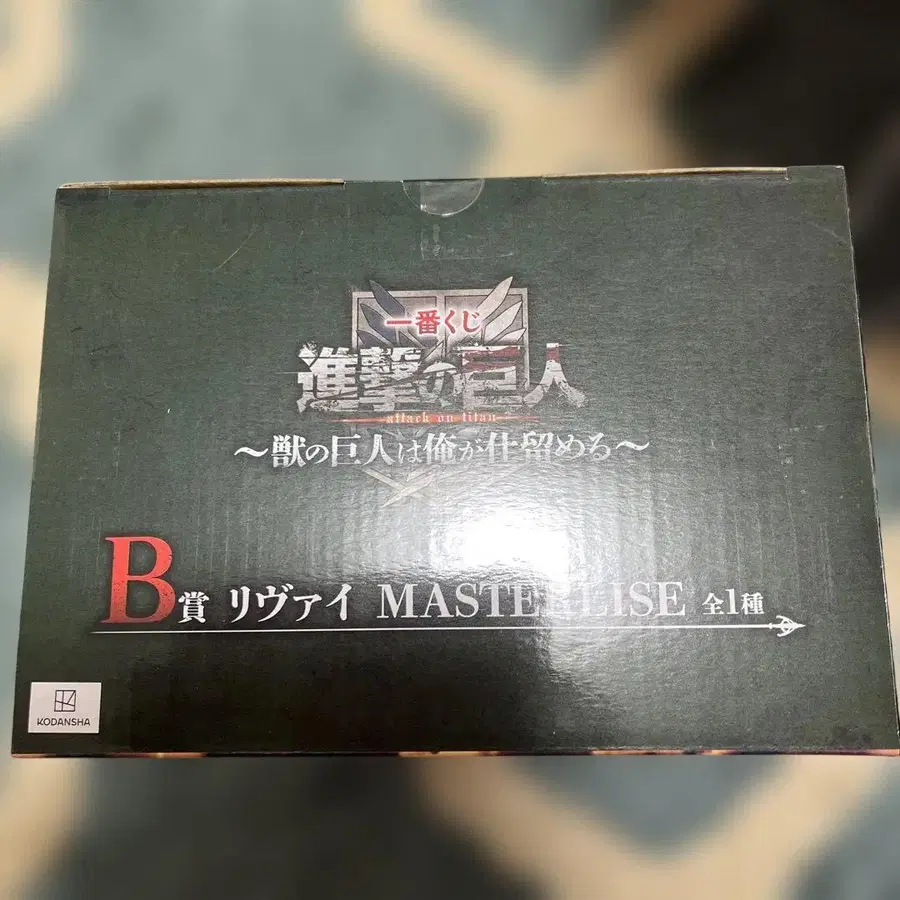 一番くじ
進撃の巨人
attack on titan
〜獣の巨人は俺が仕留める〜
B賞 リヴァイ MASTERLISE 全1種
KODANSHA